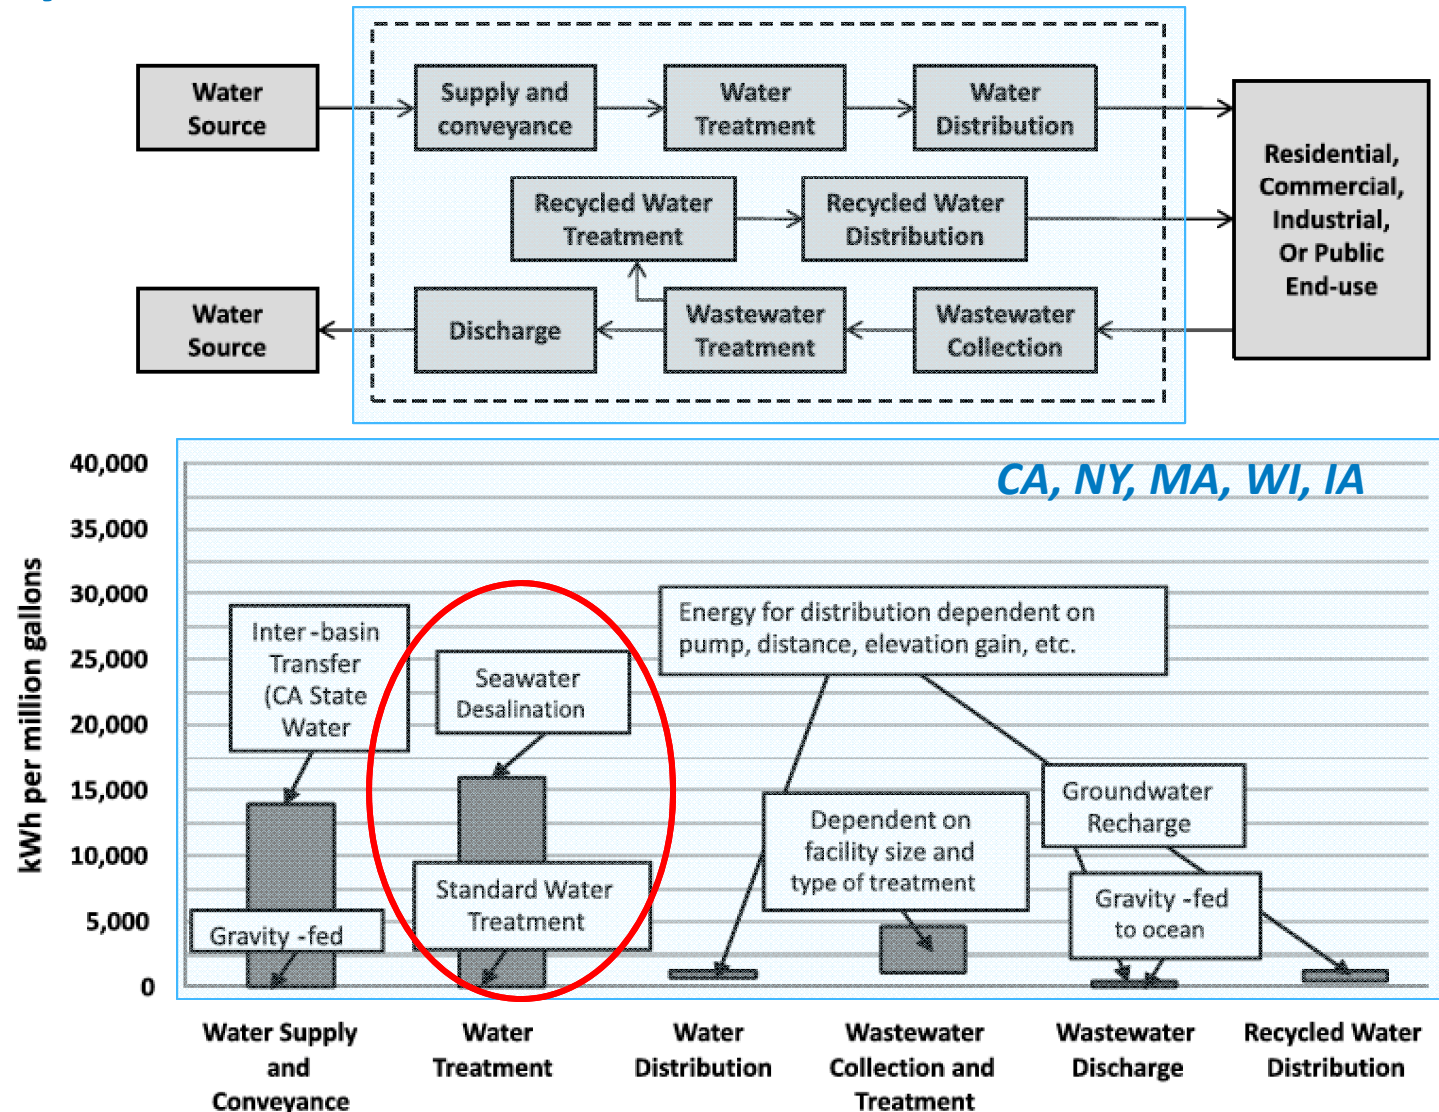 Water
Source
Supply and
conveyance
Water
Treatment
Water
Distribution
Residential,
Commercial,
Industrial,
Or Public
End-use
Recycled Water
Treatment
Recycled Water
Distribution
Water
Source
Discharge
Wastewater
Treatment
Wastewater
Collection
CA, NY, MA, WI, IA
kWh per million gallons
40,000
35,000
30,000
25,000
20,000
15,000
10,000
5,000
0
Inter-basin
Transfer
(CA State
Water
Gravity -fed
Seawater
Desalination
Standard Water
Treatment
Energy for distribution dependent on
pump, distance, elevation gain, etc.
Dependent on
facility size and
type of treatment
Groundwater
Recharge
Gravity -fed
to ocean
Water Supply
and
Conveyance
Water
Treatment
Water
Distribution
Wastewater
Collection and
Treatment
Wastewater
Discharge
Recycled Water
Distribution